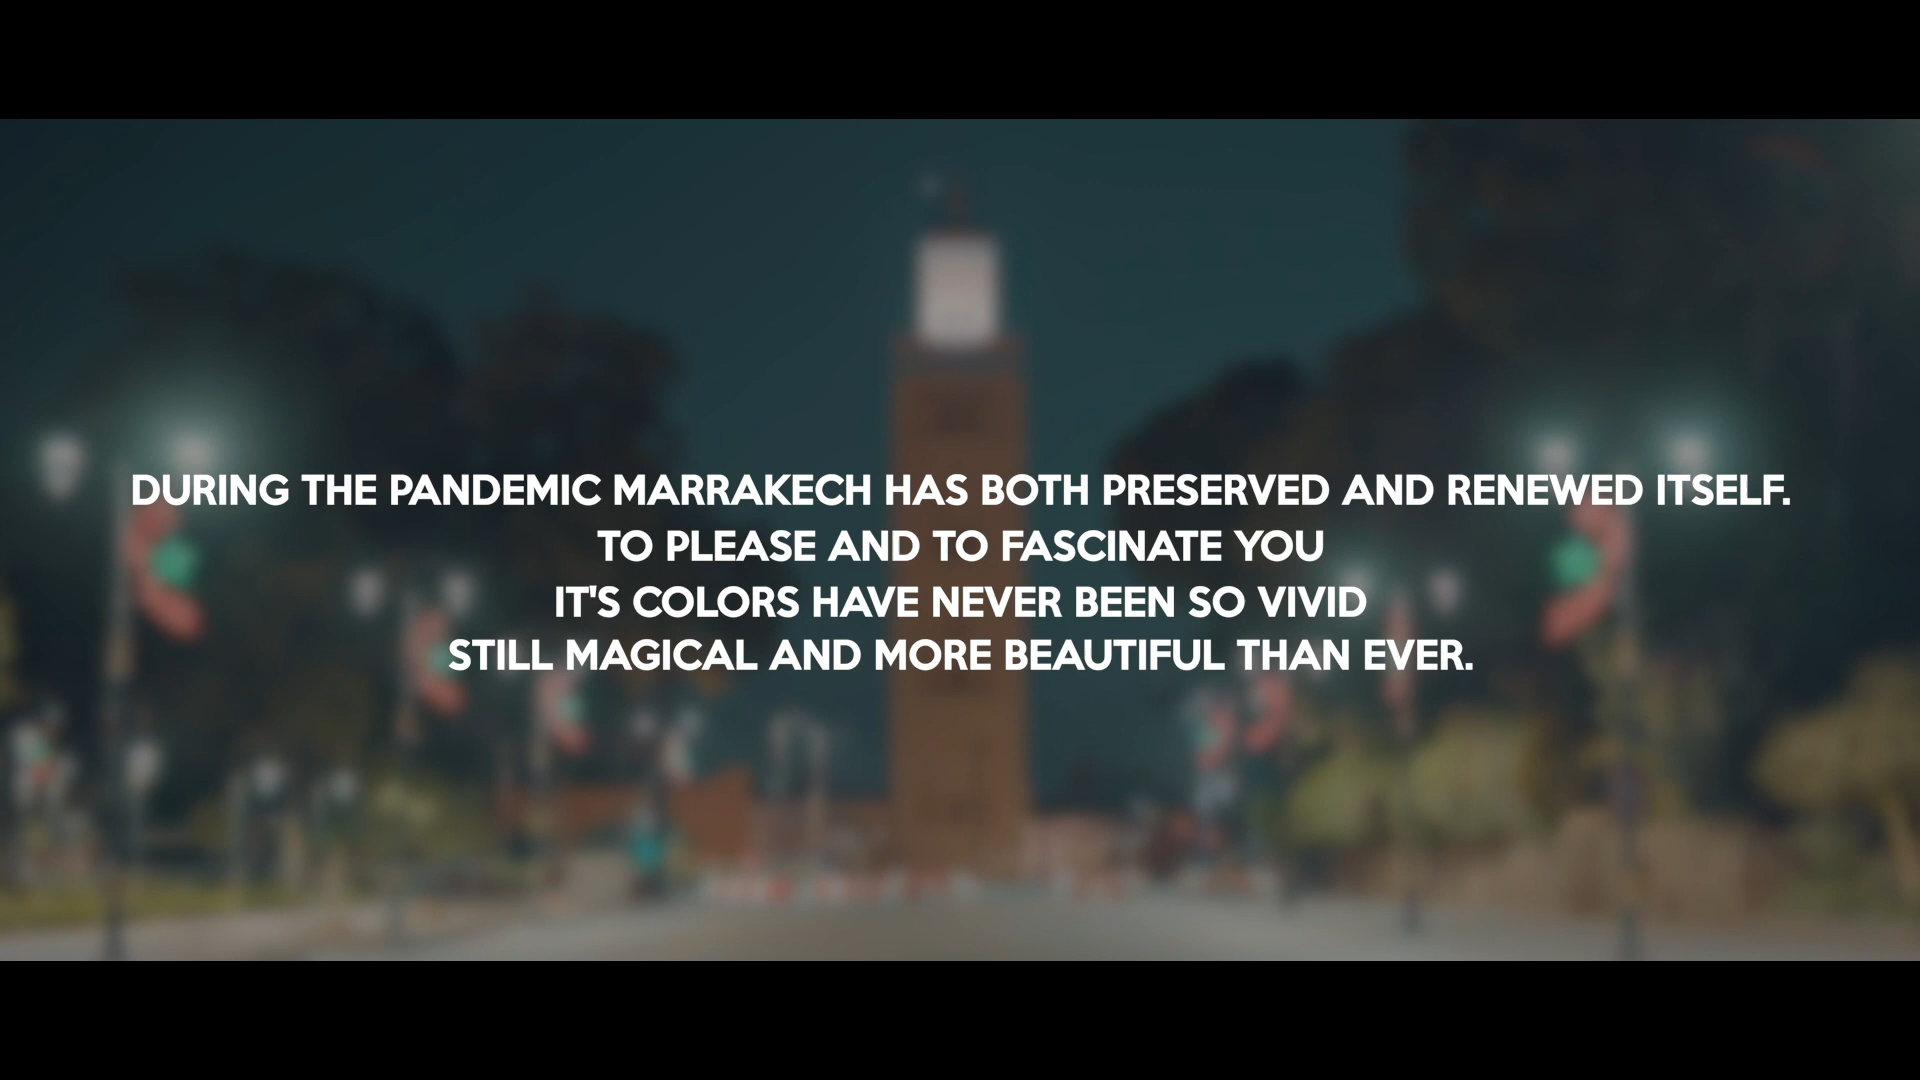 DURING THE PANDEMIC MARRAKECH HAS BOTH PRESERVED AND RENEWED ITSELF.
TO PLEASE AND TO FASCINATE YOU
IT'S COLORS HAVE NEVER BEEN SO VIVID
STILL MAGICAL AND MORE BEAUTIFUL THAN EVER.